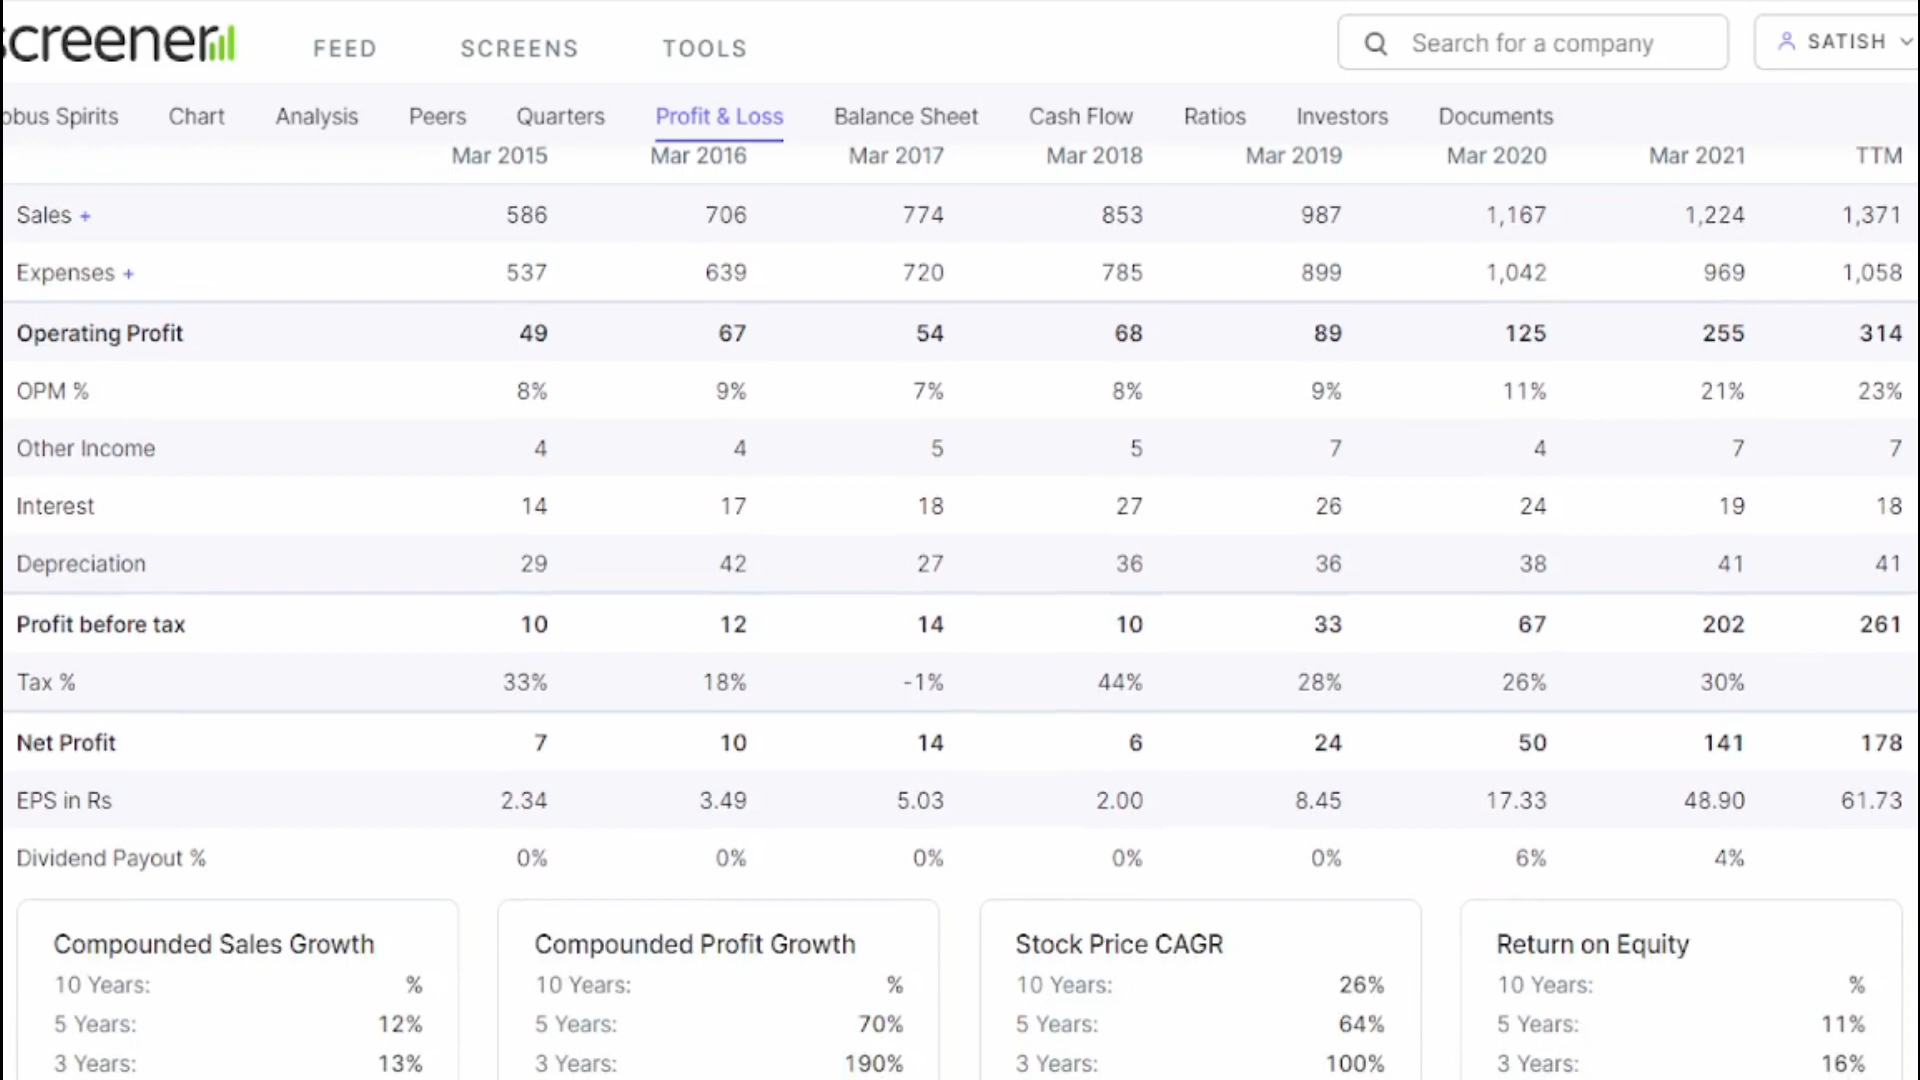 screener
FEED SCREENS TOOLS Search for a company SATISH
obus Spirits Chart Analysis Peers Quarters Profit & Loss Balance Sheet Cash Flow Ratios Investors Documents
Mar 2015 Mar 2016 Mar 2017 Mar 2018 Mar 2019 Mar 2020 Mar 2021 TTM
Sales + 586 706 774 853 987 1,167 1,224 1,371
Expenses + 537 639 720 785 899 1,042 969 1,058
Operating Profit 49 67 54 68 89 125 255 314
OPM % 8% 9% 7% 8% 9% 11% 21% 23%
Other Income 4 4 5 5 7 4 7 7
Interest 14 17 18 27 26 24 19 18
Depreciation 29 42 27 36 36 38 41 41
Profit before tax 10 12 14 10 33 67 202 261
Tax % 33% 18% -1% 44% 28% 26% 30%
Net Profit 7 10 14 6 24 50 141 178
EPS in Rs 2.34 3.49 5.03 2.00 8.45 17.33 48.90 61.73
Dividend Payout % 0% 0% 0% 0% 0% 6% 4%
Compounded Sales Growth
10 Years: %
5 Years: 12%
3 Years: 13%
Compounded Profit Growth
10 Years: %
5 Years: 70%
3 Years: 190%
Stock Price CAGR
10 Years: 26%
5 Years: 64%
3 Years: 100%
Return on Equity
10 Years: %
5 Years: 11%
3 Years: 16%